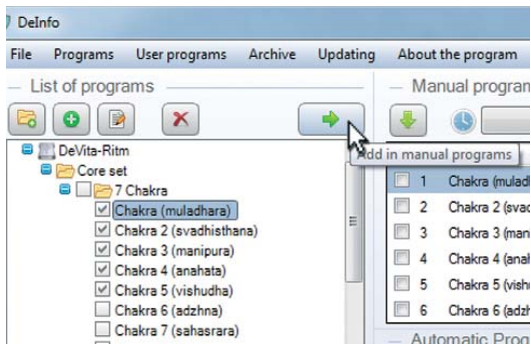 DeInfo
File Programs User programs Archive Updating About the program
List of programs
Manual program
Add in manual programs
DeVita-Ritm
Core set
7 Chakra
Chakra (muladhara)
Chakra 2 (svadhisthana)
Chakra 3 (manipura)
Chakra 4 (anahata)
Chakra 5 (vishudha)
Chakra 6 (adzhna)
Chakra 7 (sahasrara)
1 Chakra (mulad
2 Chakra 2 (svad
3 Chakra 3 (mani
4 Chakra 4 (anah
5 Chakra 5 (vish
6 Chakra 6 (adzh
Automatic Prog